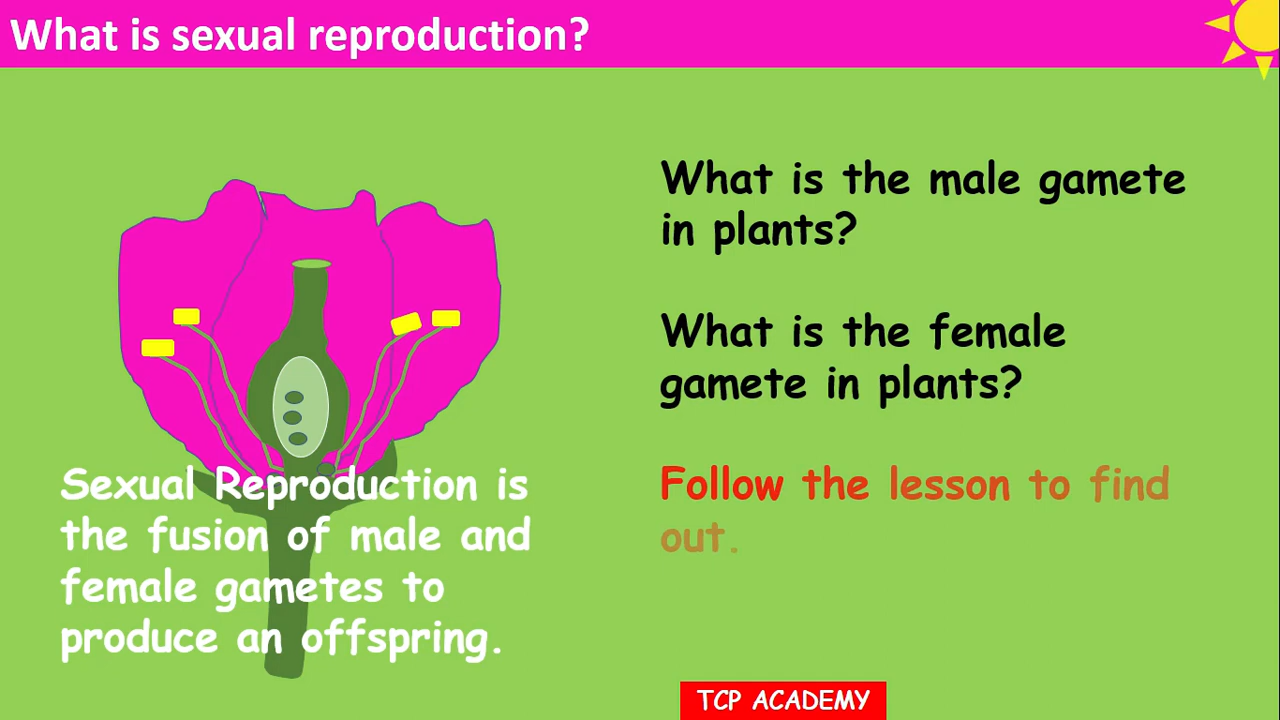 What is sexual reproduction?
What is the male gamete
in plants?
What is the female
gamete in plants?
Follow the lesson to find
out.
Sexual Reproduction is
the fusion of male and
female gametes to
produce an offspring.
TCP ACADEMY